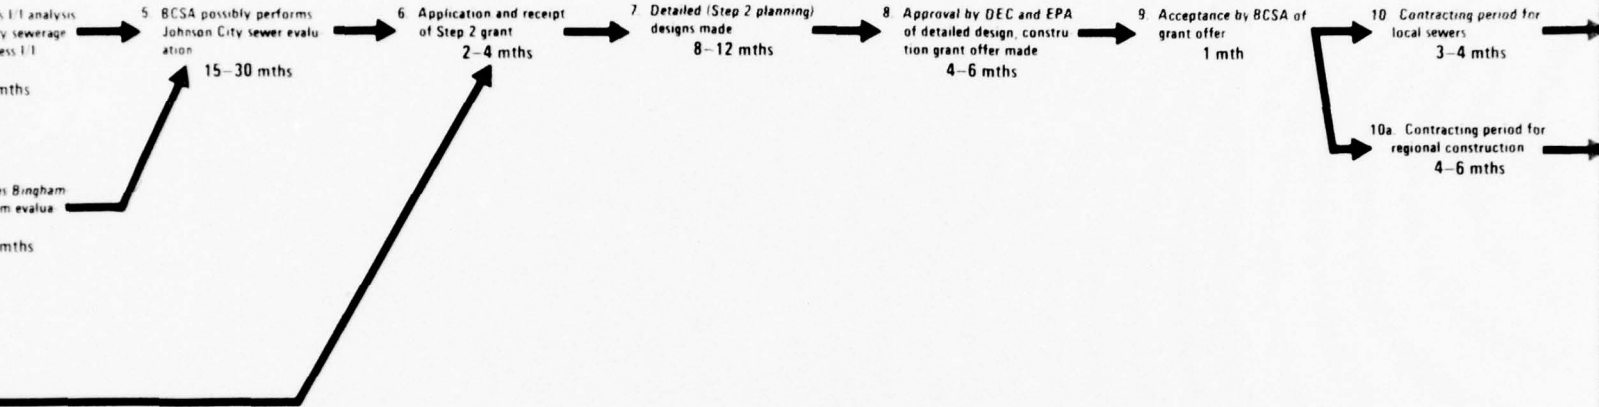 s I/I analysis
y sewerage
ess I/I
mths
5. BCSA possibly performs
Johnson City sewer evalu
ation
15–30 mths
6. Application and receipt
of Step 2 grant
2–4 mths
7. Detailed (Step 2 planning)
designs made
8–12 mths
8. Approval by DEC and EPA
of detailed design, constru
tion grant offer made
4–6 mths
9. Acceptance by BCSA of
grant offer
1 mth
10. Contracting period for
local sewers
3–4 mths
10a. Contracting period for
regional construction
4–6 mths
es Bingham
m evalua
mths